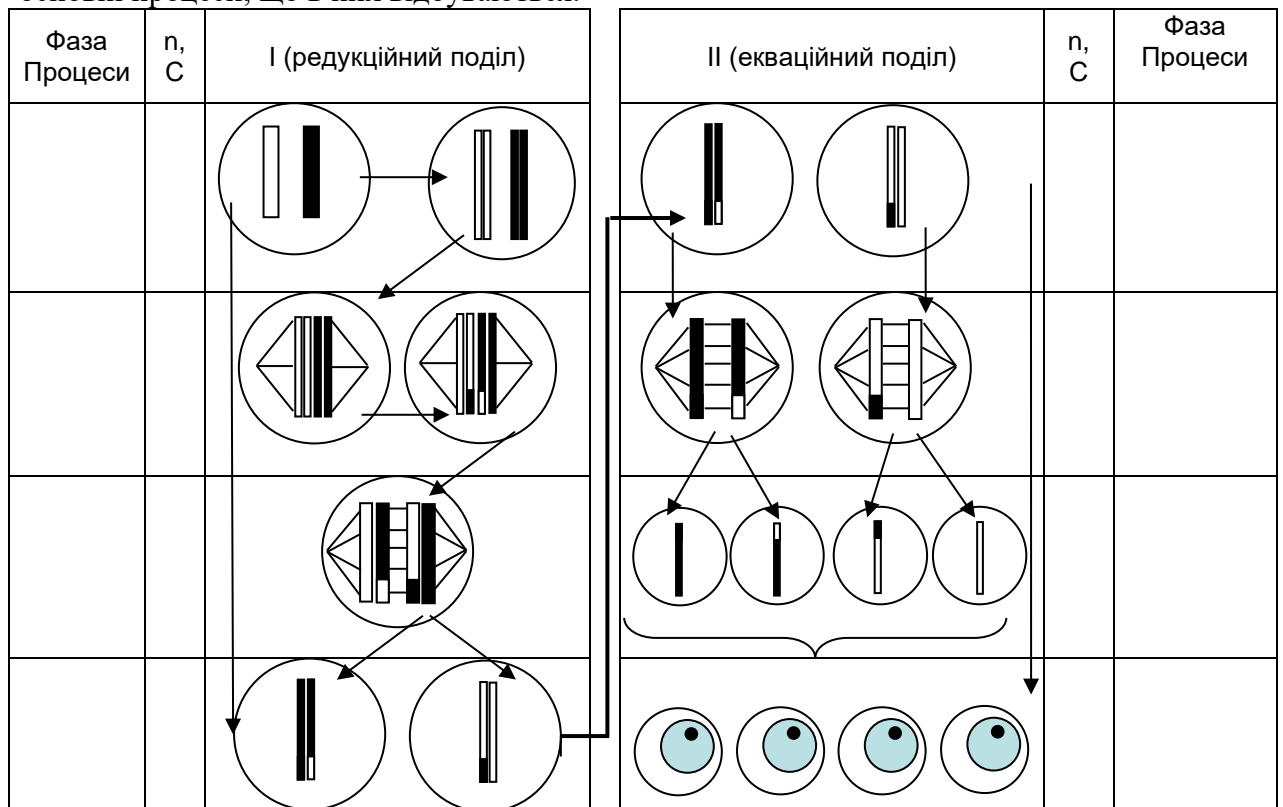 основні процеси, що в них відбуваються.
Фаза
Процеси
n,
С
І (редукційний поділ)
ІІ (екваційний поділ)
n,
С
Фаза
Процеси